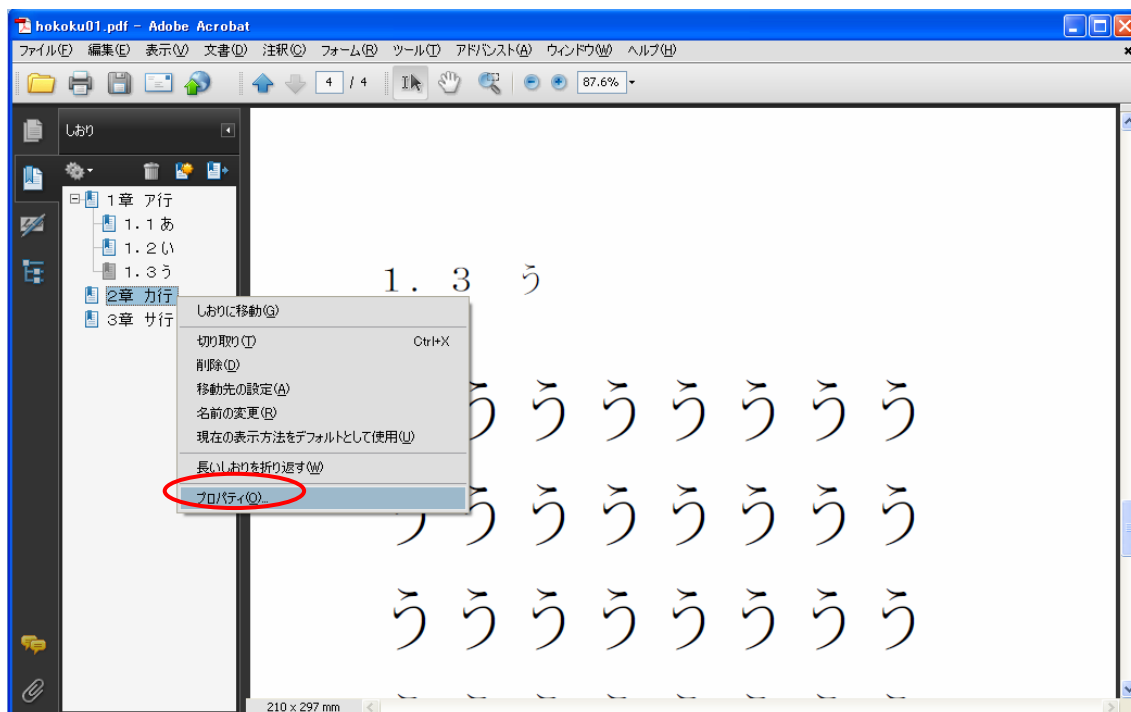 hokoku01.pdf - Adobe Acrobat
ファイル(F) 編集(E) 表示(V) 文書(D) 注釈(C) フォーム(R) ツール(T) アドバンスト(A) ウィンドウ(W) ヘルプ(H)
4 / 4 87.6%
しおり
1章 ア行
1.1あ
1.2い
1.3う
2章 カ行
3章 サ行
しおりに移動(G)
切り取り(T) Ctrl+X
削除(D)
移動先の設定(A)
名前の変更(R)
現在の表示方法をデフォルトとして使用(U)
長いしおりを折り返す(W)
プロパティ(O)...
1.3 う
うううううううう
うううううううう
うううううううう
210 x 297 mm